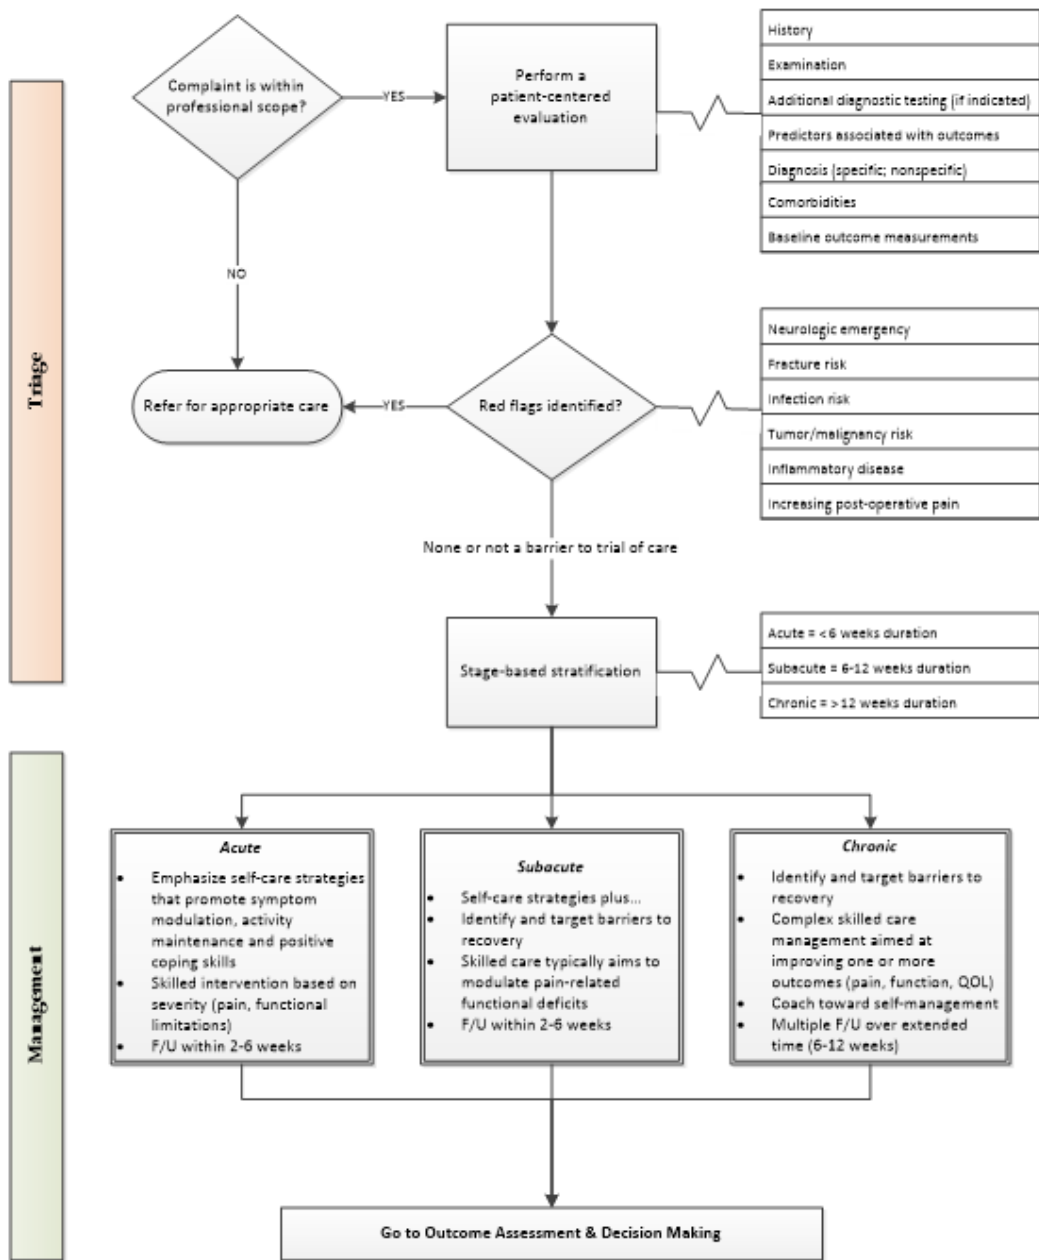 Triage
Complaint is within
professional scope?
YES
Perform a
patient-centered
evaluation
History
Examination
Additional diagnostic testing (if indicated)
Predictors associated with outcomes
Diagnosis (specific; nonspecific)
Comorbidities
Baseline outcome measurements
NO
Refer for appropriate care
YES
Red flags identified?
Neurologic emergency
Fracture risk
Infection risk
Tumor/malignancy risk
Inflammatory disease
Increasing post-operative pain
None or not a barrier to trial of care
Stage-based stratification
Acute = <6 weeks duration
Subacute = 6-12 weeks duration
Chronic = >12 weeks duration
Management
Acute
• Emphasize self-care strategies
that promote symptom
modulation, activity
maintenance and positive
coping skills
• Skilled intervention based on
severity (pain, functional
limitations)
• F/U within 2-6 weeks
Subacute
• Self-care strategies plus...
• Identify and target barriers to
recovery
• Skilled care typically aims to
modulate pain-related
functional deficits
• F/U within 2-6 weeks
Chronic
• Identify and target barriers to
recovery
• Complex skilled care
management aimed at
improving one or more
outcomes (pain, function, QOL)
• Coach toward self-management
• Multiple F/U over extended
time (6-12 weeks)
Go to Outcome Assessment & Decision Making